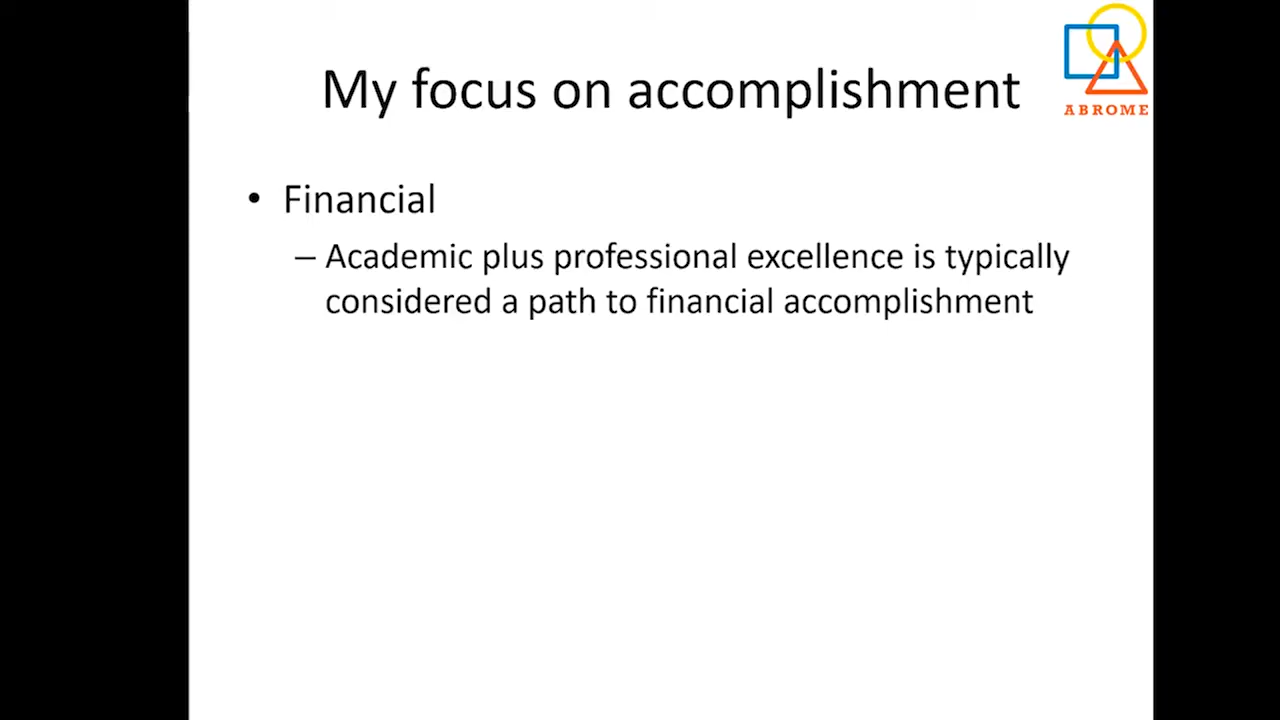 My focus on accomplishment
ABROME
• Financial
– Academic plus professional excellence is typically
considered a path to financial accomplishment